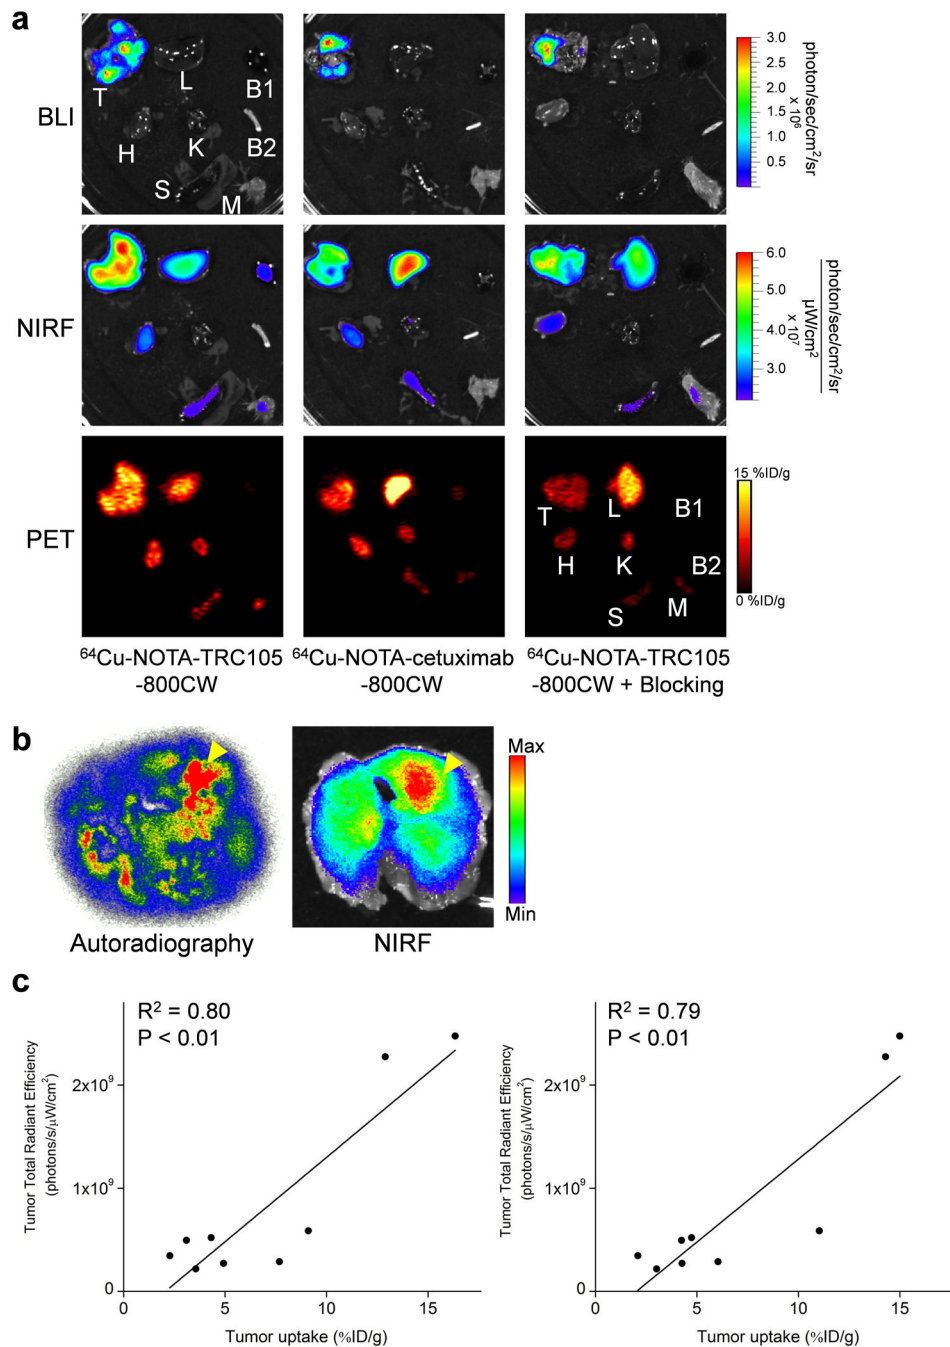 a
BLI
T
L
B1
H
K
B2
S
M
3.0
2.5
2.0
1.5
1.0
0.5
photon/sec/cm²/sr
x 10⁶
NIRF
6.0
5.0
4.0
3.0
photon/sec/cm²/sr
µW/cm²
x 10⁷
PET
T
L
B1
H
K
B2
S
M
15 %ID/g
0 %ID/g
⁶⁴Cu-NOTA-TRC105
-800CW
⁶⁴Cu-NOTA-cetuximab
-800CW
⁶⁴Cu-NOTA-TRC105
-800CW + Blocking
b
Max
Min
Autoradiography
NIRF
c
R² = 0.80
P < 0.01
Tumor Total Radiant Efficiency
(photons/s/µW/cm²)
2x10⁹
1x10⁹
0
0
5
10
15
Tumor uptake (%ID/g)
R² = 0.79
P < 0.01
Tumor Total Radiant Efficiency
(photons/s/µW/cm²)
2x10⁹
1x10⁹
0
0
5
10
15
Tumor uptake (%ID/g)